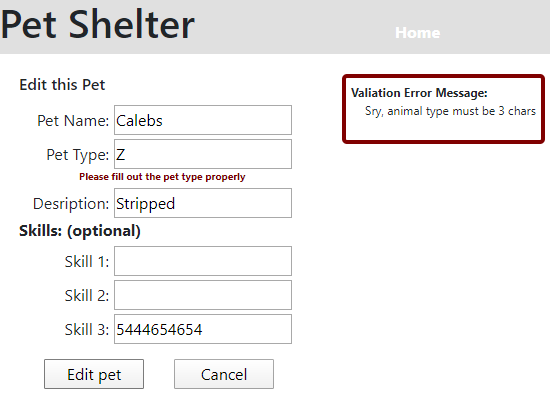 Pet Shelter
Home
Edit this Pet
Valiation Error Message:
Sry, animal type must be 3 chars
Pet Name: Calebs
Pet Type: Z
Please fill out the pet type properly
Desription: Stripped
Skills: (optional)
Skill 1:
Skill 2:
Skill 3: 5444654654
Edit pet
Cancel